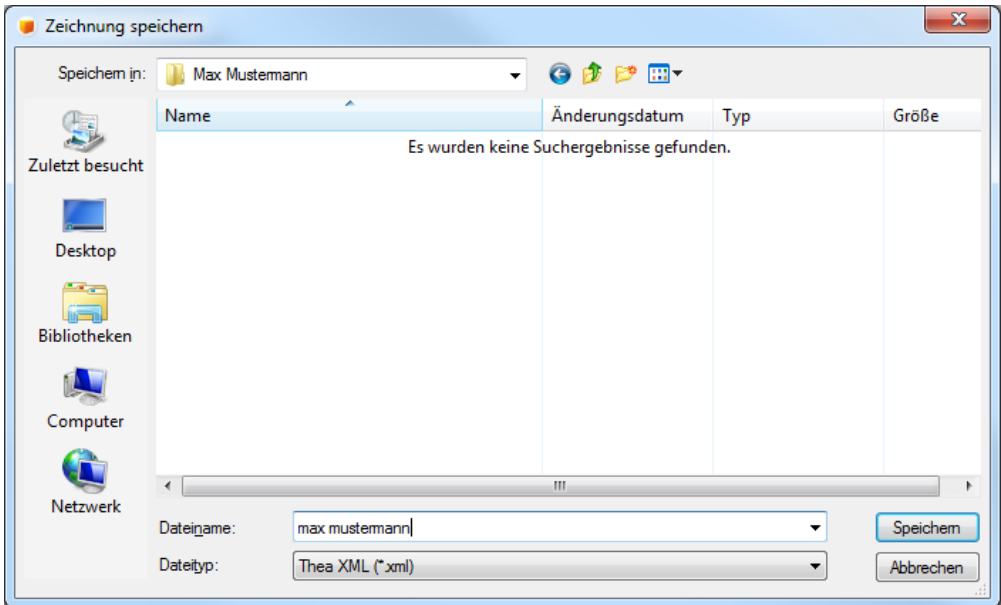 Zeichnung speichern
Speichern in: Max Mustermann
Name Änderungsdatum Typ Größe
Es wurden keine Suchergebnisse gefunden.
Zuletzt besucht
Desktop
Bibliotheken
Computer
Netzwerk
Dateiname: max mustermann Speichern
Dateityp: Thea XML (*.xml) Abbrechen